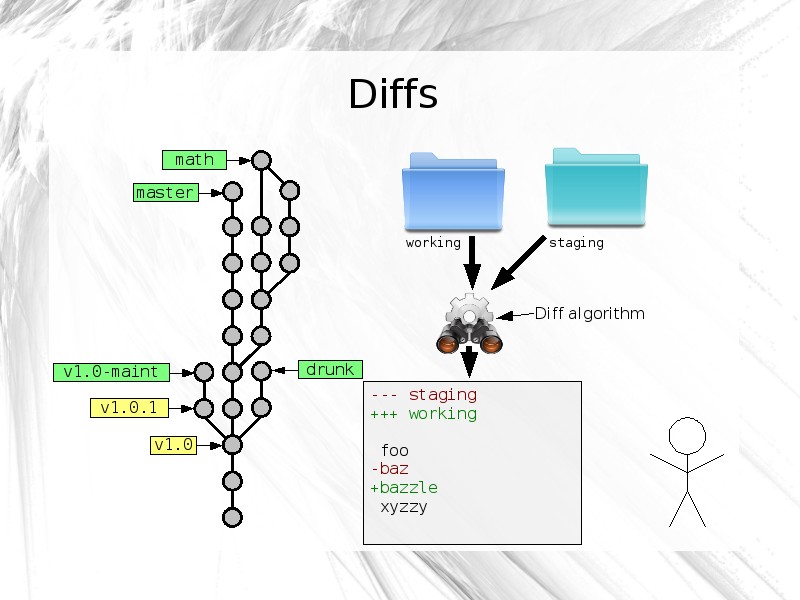 Diffs
math
master
v1.0-maint
drunk
v1.0.1
v1.0
working
staging
Diff algorithm
--- staging
+++ working
foo
-baz
+bazzle
xyzzy